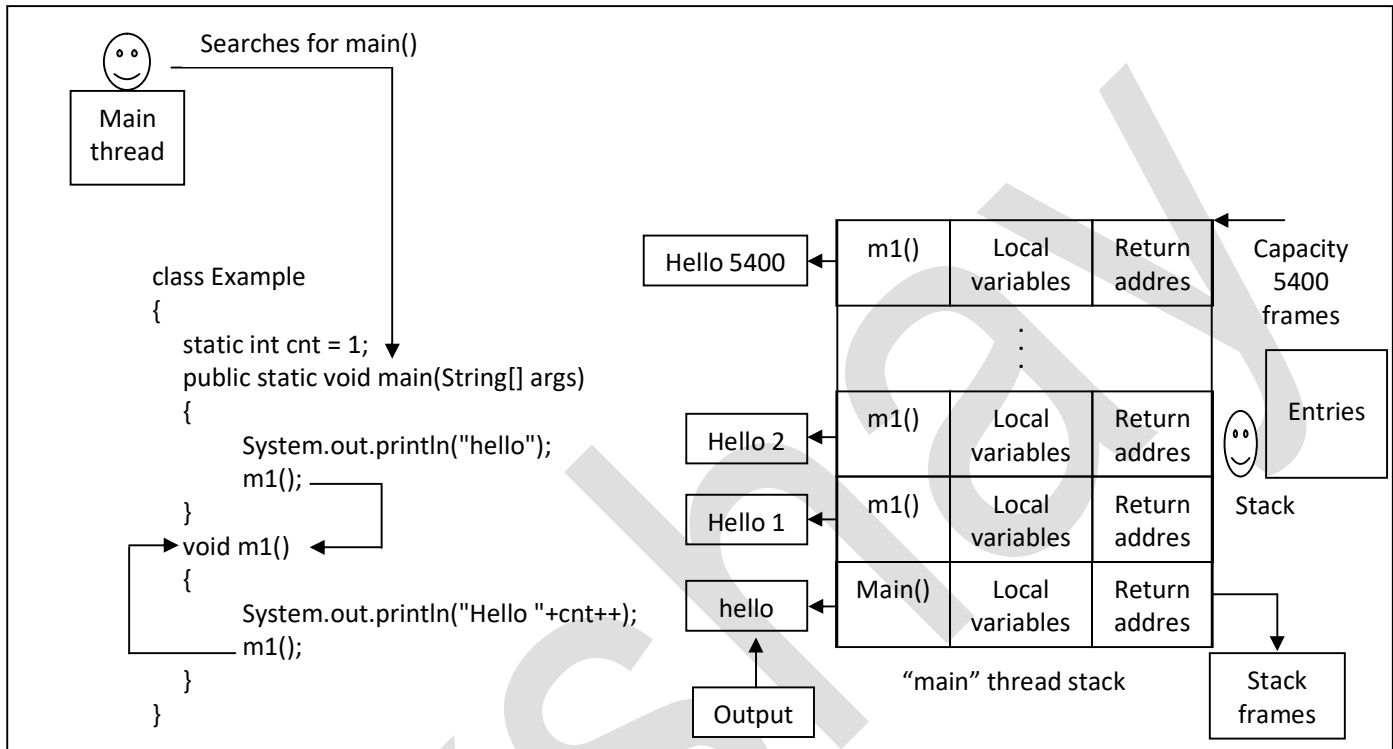 Searches for main()
Main
thread
class Example
{
static int cnt = 1;
public static void main(String[] args)
{
System.out.println("hello");
m1();
}
void m1()
{
System.out.println("Hello "+cnt++);
m1();
}
}
Hello 5400
m1()
Local
variables
Return
addres
Capacity
5400
frames
.
.
.
Hello 2
m1()
Local
variables
Return
addres
Entries
Hello 1
m1()
Local
variables
Return
addres
Stack
hello
Main()
Local
variables
Return
addres
Output
“main” thread stack
Stack
frames